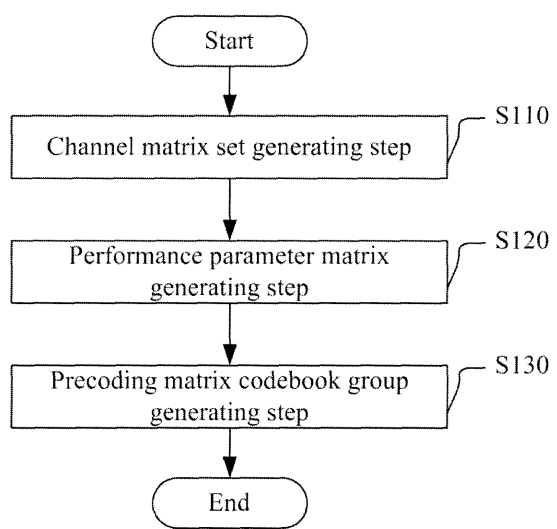 Start
S110
Channel matrix set generating step
S120
Performance parameter matrix
generating step
S130
Precoding matrix codebook group
generating step
End